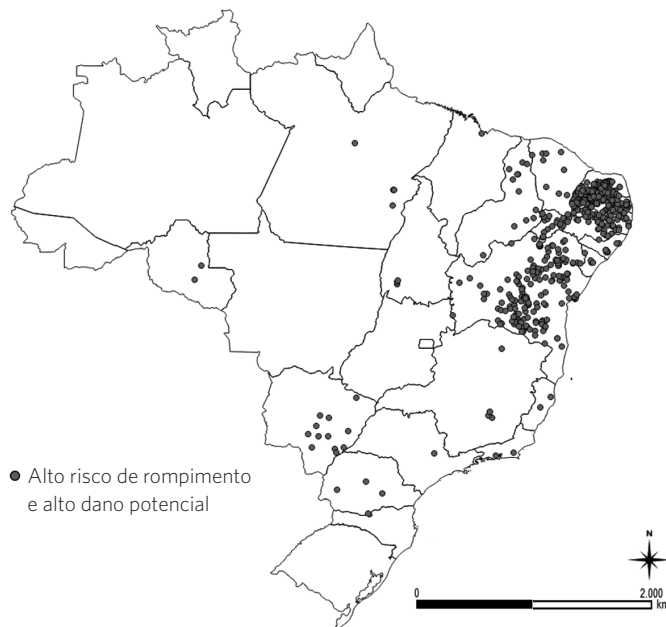 Alto risco de rompimento
e alto dano potencial
N
0 2.000
km